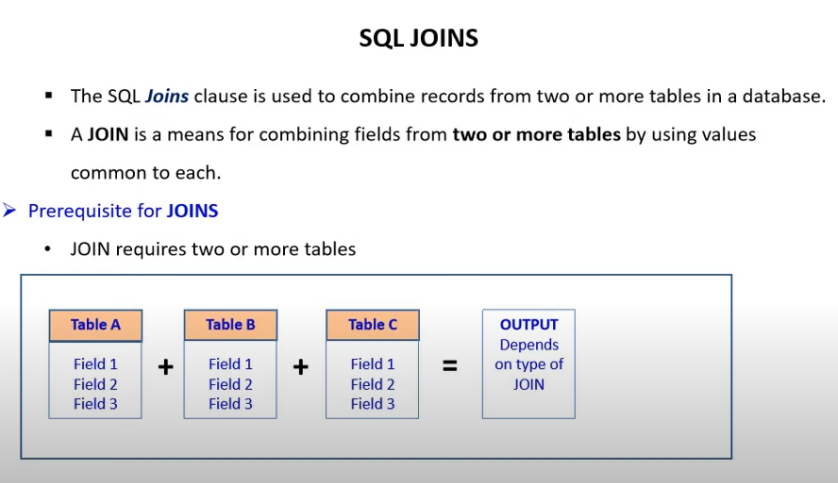 SQL JOINS
▪ The SQL Joins clause is used to combine records from two or more tables in a database.
▪ A JOIN is a means for combining fields from two or more tables by using values
common to each.
➢ Prerequisite for JOINS
• JOIN requires two or more tables
Table A
Field 1
Field 2
Field 3
+
Table B
Field 1
Field 2
Field 3
+
Table C
Field 1
Field 2
Field 3
=
OUTPUT
Depends
on type of
JOIN